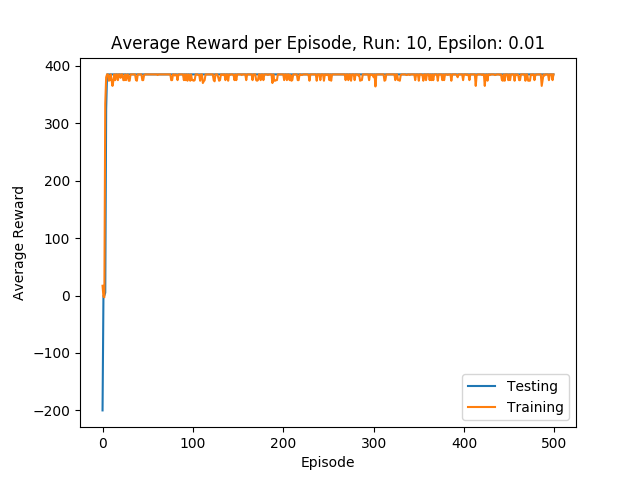 Average Reward per Episode, Run: 10, Epsilon: 0.01
Average Reward
400
300
200
100
0
−100
−200
0 100 200 300 400 500
Episode
Testing
Training